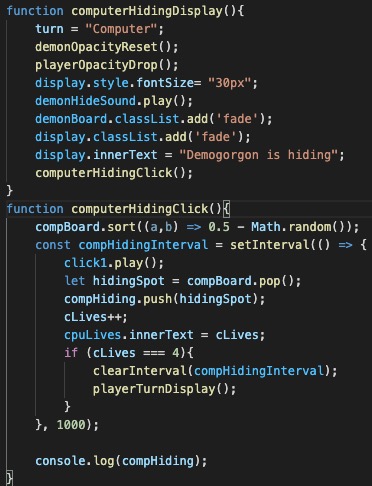 function computerHidingDisplay(){
    turn = "Computer";
    demonOpacityReset();
    playerOpacityDrop();
    display.style.fontSize= "30px";
    demonHideSound.play();
    demonBoard.classList.add('fade');
    display.classList.add('fade');
    display.innerText = "Demogorgon is hiding";
    computerHidingClick();
}
function computerHidingClick(){
    compBoard.sort((a,b) => 0.5 - Math.random());
    const compHidingInterval = setInterval(() => {
        click1.play();
        let hidingSpot = compBoard.pop();
        compHiding.push(hidingSpot);
        cLives++;
        cpuLives.innerText = cLives;
        if (cLives === 4){
            clearInterval(compHidingInterval);
            playerTurnDisplay();
        }
    }, 1000);

    console.log(compHiding);
}